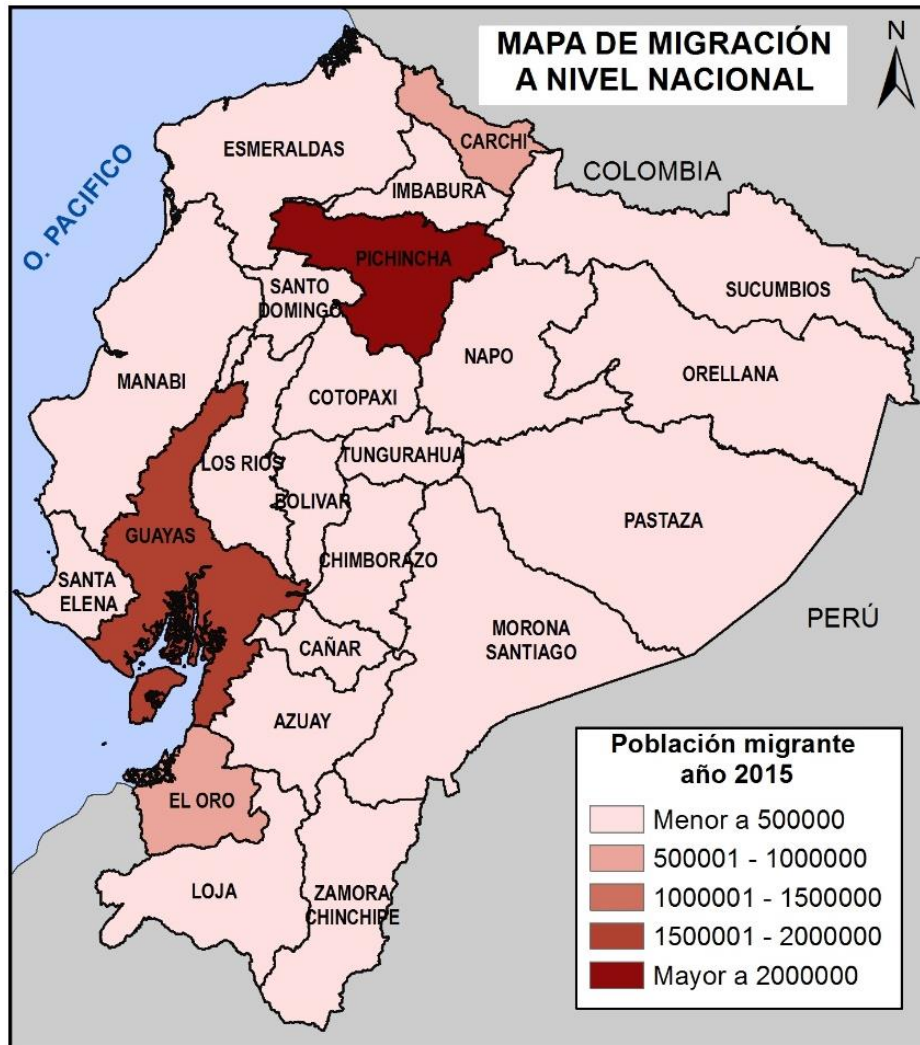 MAPA DE MIGRACIÓN
A NIVEL NACIONAL
N
O. PACIFICO
COLOMBIA
PERÚ
ESMERALDAS
CARCHI
IMBABURA
PICHINCHA
SANTO
DOMINGO
SUCUMBIOS
NAPO
ORELLANA
MANABI
COTOPAXI
TUNGURAHUA
LOS RIOS
BOLIVAR
PASTAZA
GUAYAS
CHIMBORAZO
SANTA
ELENA
MORONA
SANTIAGO
CAÑAR
AZUAY
EL ORO
LOJA
ZAMORA
CHINCHIPE
Población migrante
año 2015
Menor a 500000
500001 - 1000000
1000001 - 1500000
1500001 - 2000000
Mayor a 2000000